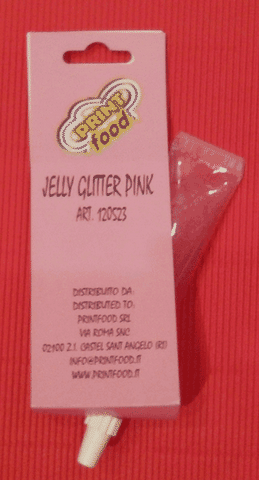 PRINT
food
JELLY GLITTER PINK
ART. 120523
DISTRIBUITO DA:
DISTRIBUTED TO:
PRINTFOOD SRL
VIA ROMA SNC
02100 Z.I. CASTEL SANT ANGELO (RI)
INFO@PRINTFOOD.IT
WWW.PRINTFOOD.IT